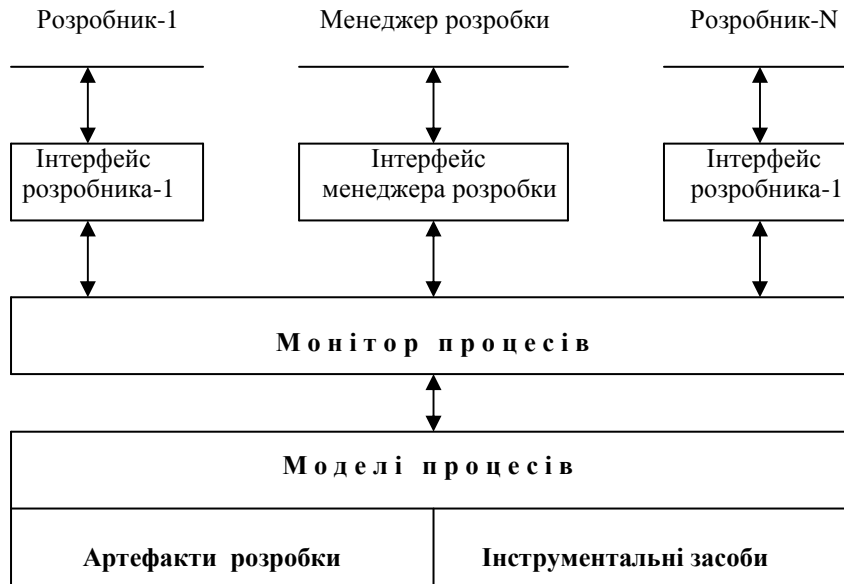 Розробник-1
Менеджер розробки
Розробник-N
Інтерфейс
розробника-1
Інтерфейс
менеджера розробки
Інтерфейс
розробника-1
Монітор процесів
Моделі процесів
Артефакти розробки
Інструментальні засоби